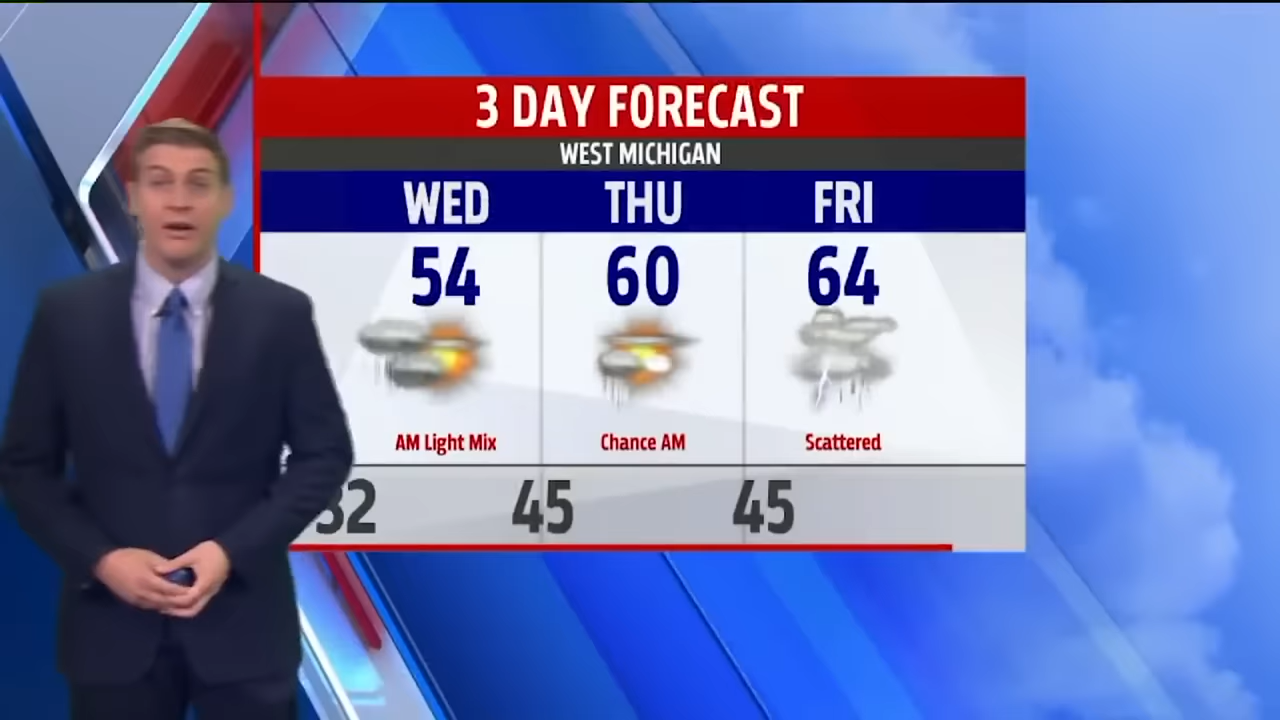 3 DAY FORECAST
WEST MICHIGAN
WED THU FRI
54 60 64
AM Light Mix Chance AM Scattered
32 45 45